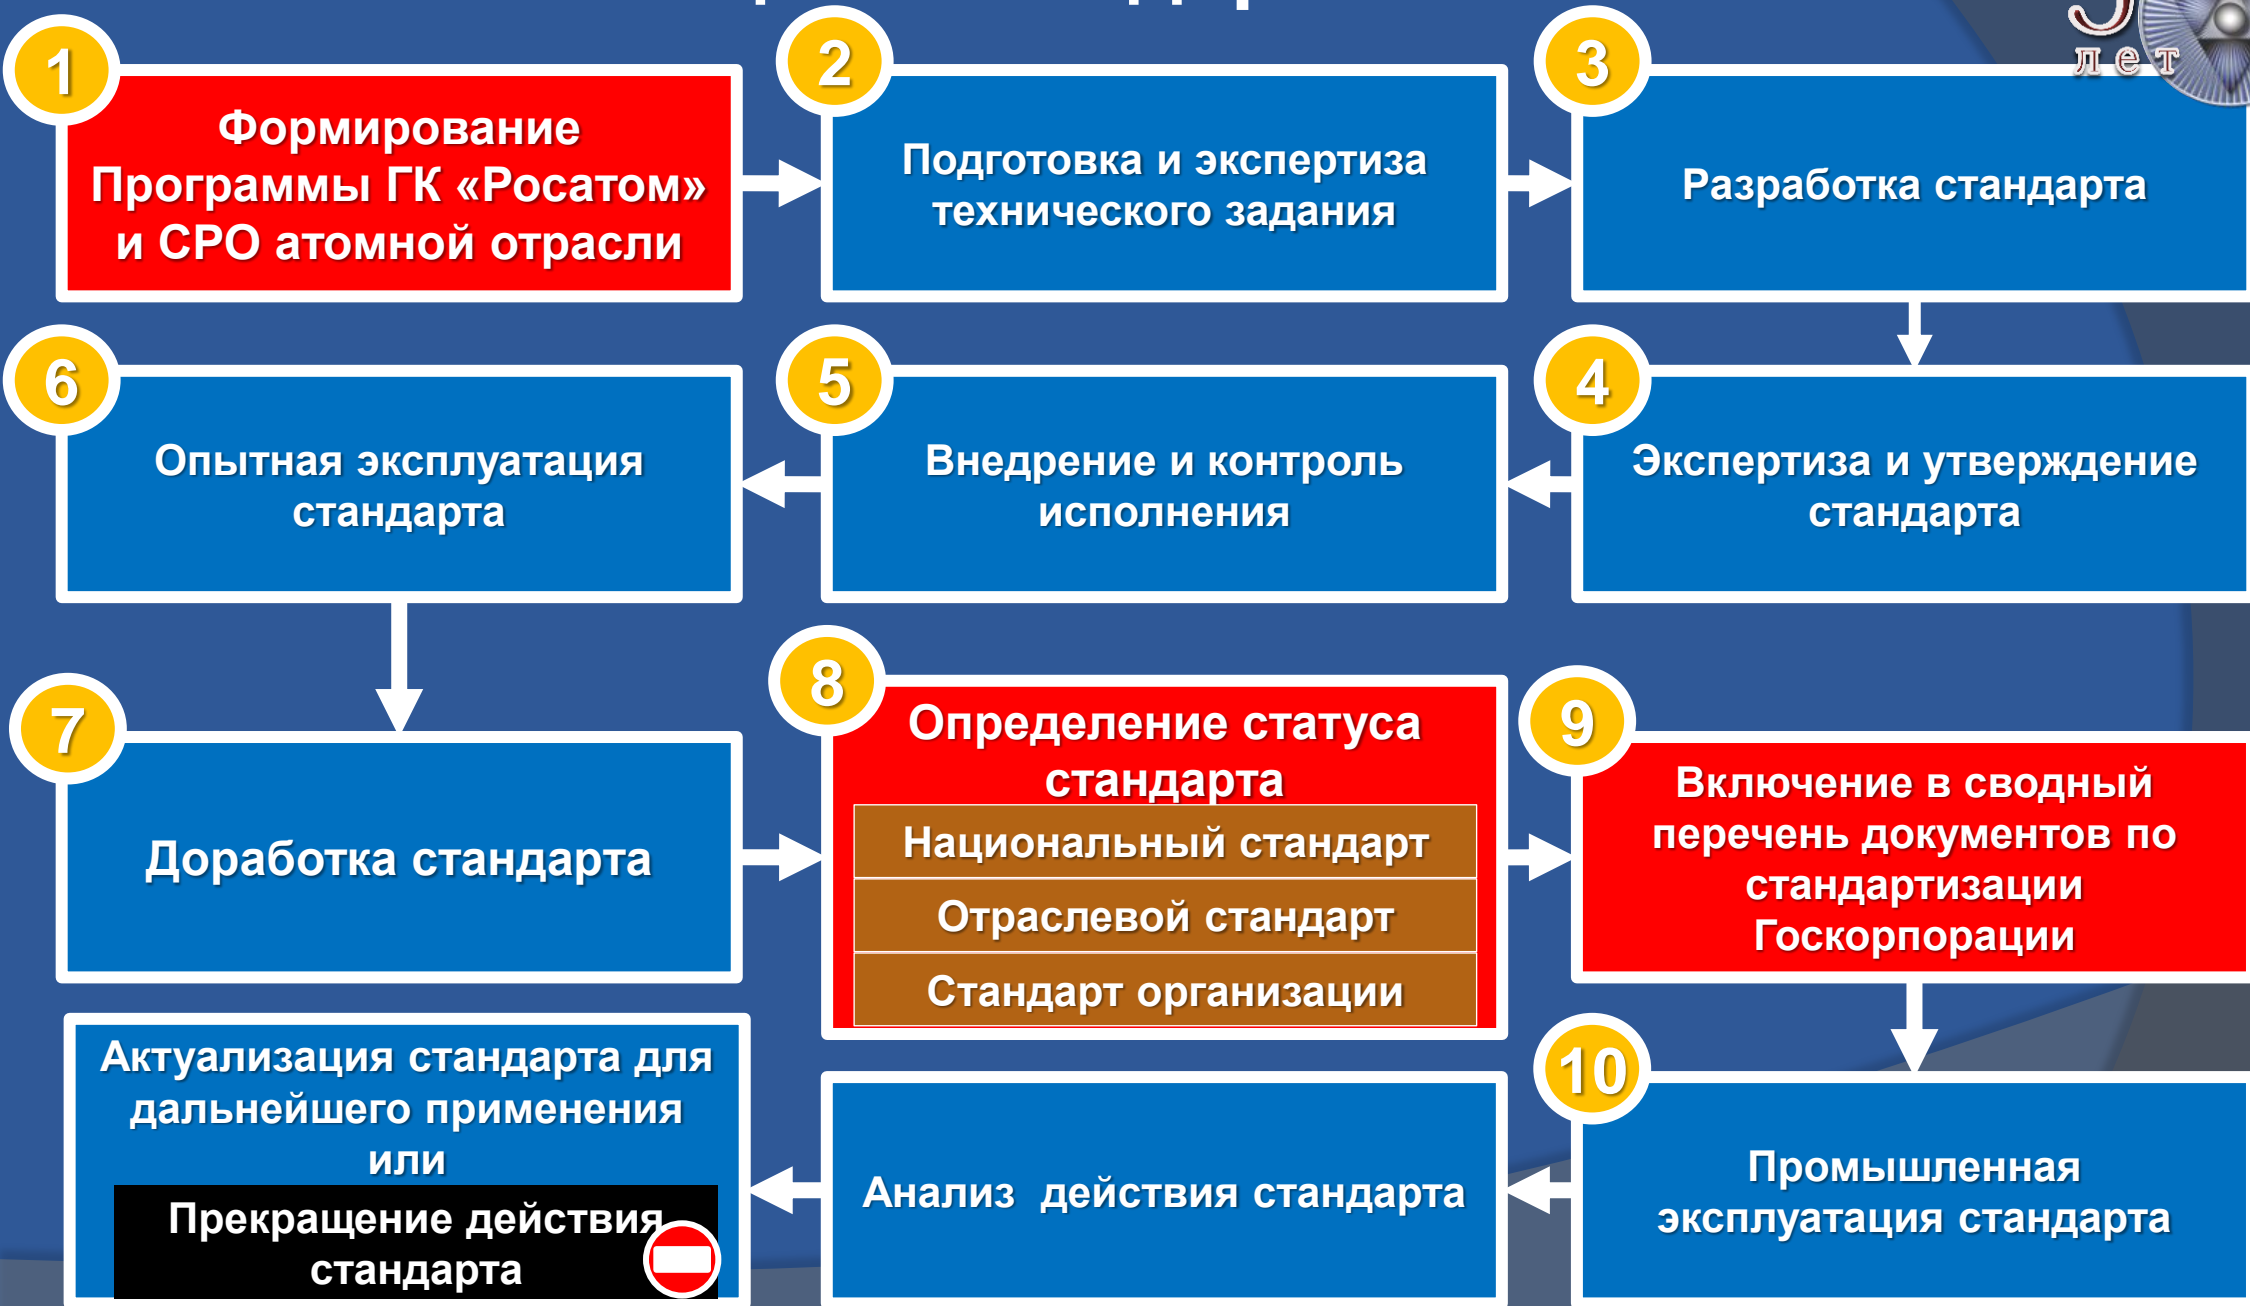 лет
1
Формирование
Программы ГК «Росатом»
и СРО атомной отрасли
2
Подготовка и экспертиза
технического задания
3
Разработка стандарта
4
Экспертиза и утверждение
стандарта
5
Внедрение и контроль
исполнения
6
Опытная эксплуатация
стандарта
7
Доработка стандарта
8
Определение статуса
стандарта
Национальный стандарт
Отраслевой стандарт
Стандарт организации
9
Включение в сводный
перечень документов по
стандартизации
Госкорпорации
10
Промышленная
эксплуатация стандарта
Анализ действия стандарта
Актуализация стандарта для
дальнейшего применения
или
Прекращение действия
стандарта